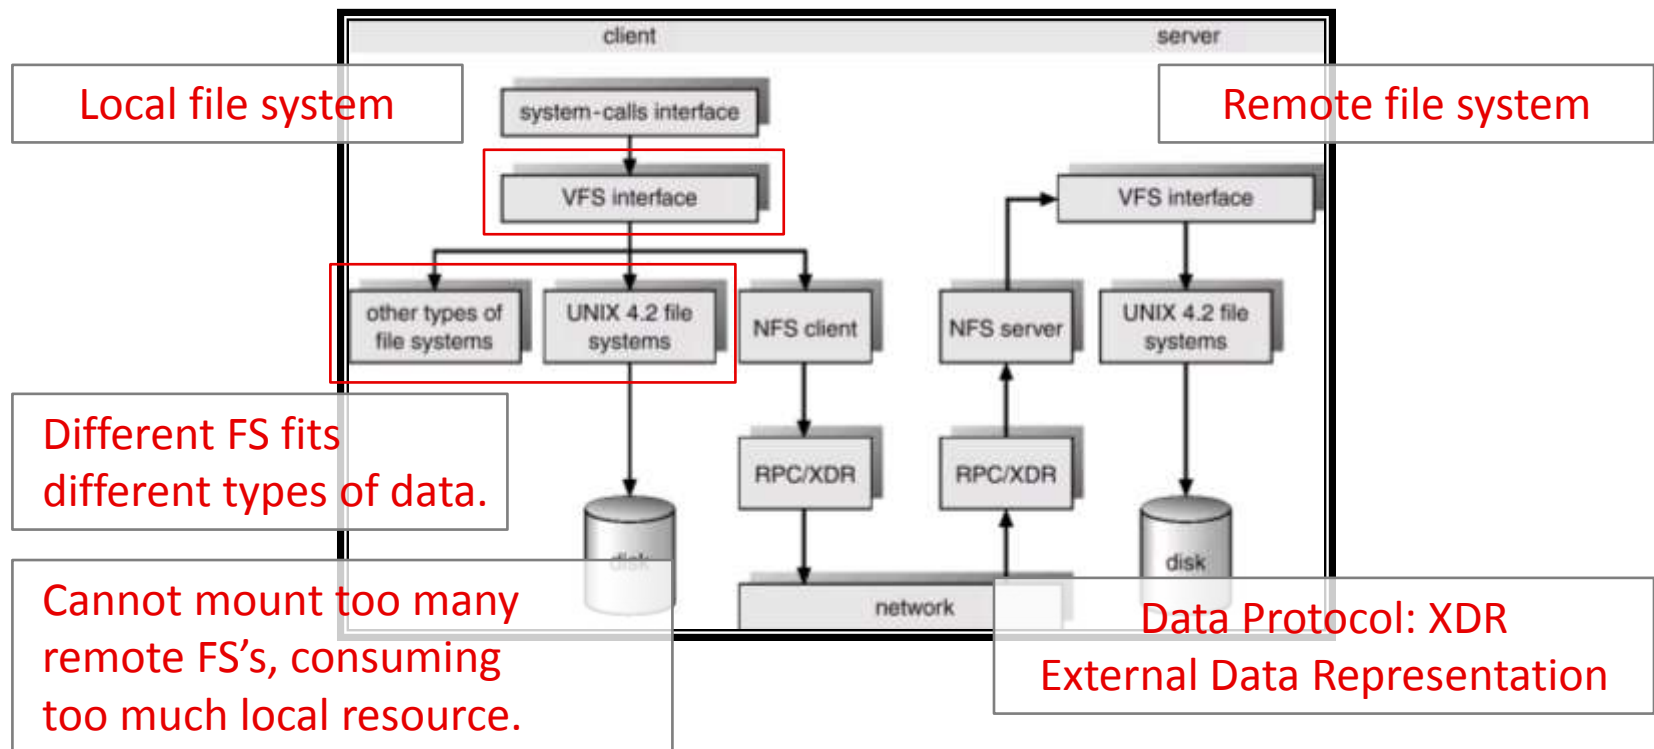 client
server
Local file system
Remote file system
system-calls interface
VFS interface
VFS interface
other types of
file systems
UNIX 4.2 file
systems
NFS client
NFS server
UNIX 4.2 file
systems
Different FS fits
different types of data.
RPC/XDR
RPC/XDR
disk
disk
Cannot mount too many
remote FS’s, consuming
too much local resource.
network
Data Protocol: XDR
External Data Representation